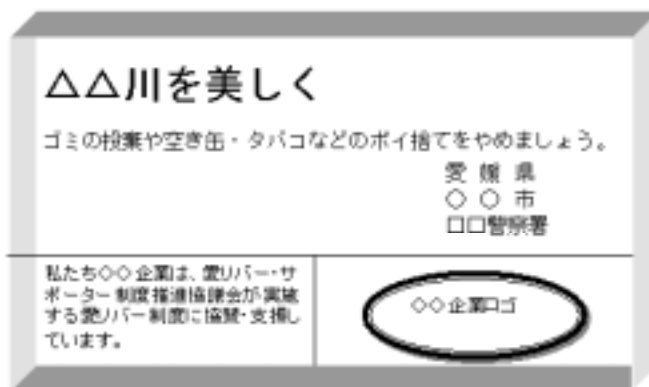 △△川を美しく
ゴミの投棄や空き缶・タバコなどのポイ捨てをやめましょう。
愛 媛 県
◇ ○ 市
□□警察署
私たち◇◇企業は、愛リバー・サ
ポーター制度推進協議会が実施
する愛リバー制度に協賛・支援し
ています。
◇◇企業ロゴ